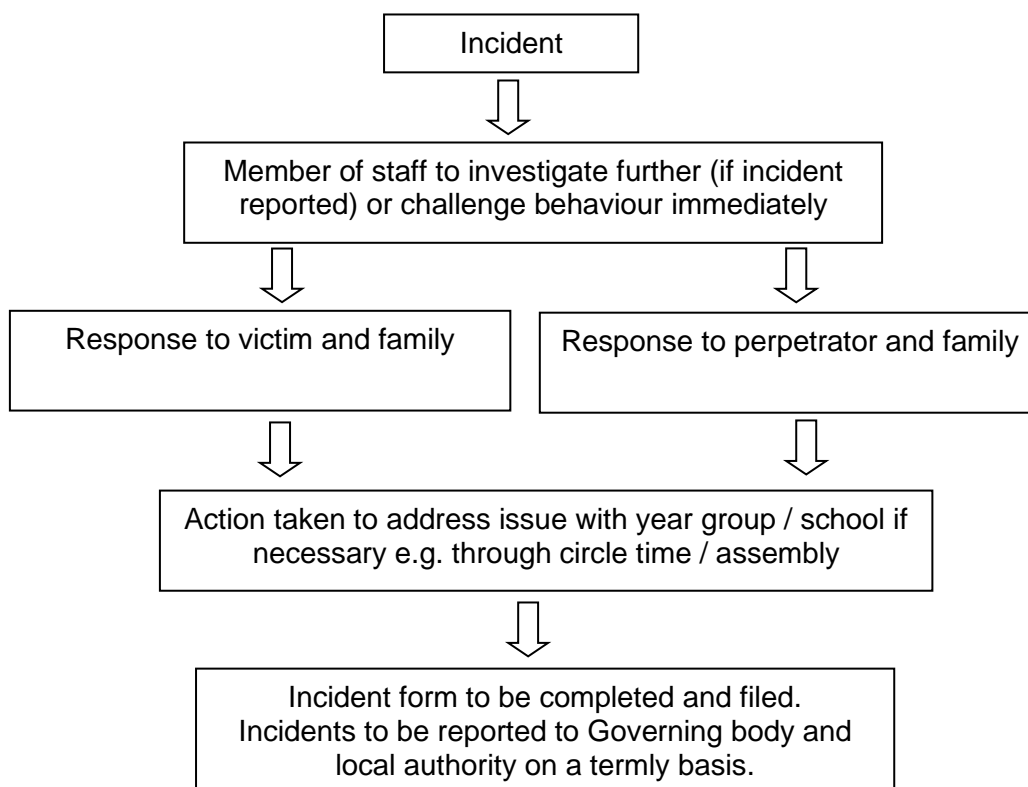 Incident
Member of staff to investigate further (if incident
reported) or challenge behaviour immediately
Response to victim and family
Response to perpetrator and family
Action taken to address issue with year group / school if
necessary e.g. through circle time / assembly
Incident form to be completed and filed.
Incidents to be reported to Governing body and
local authority on a termly basis.